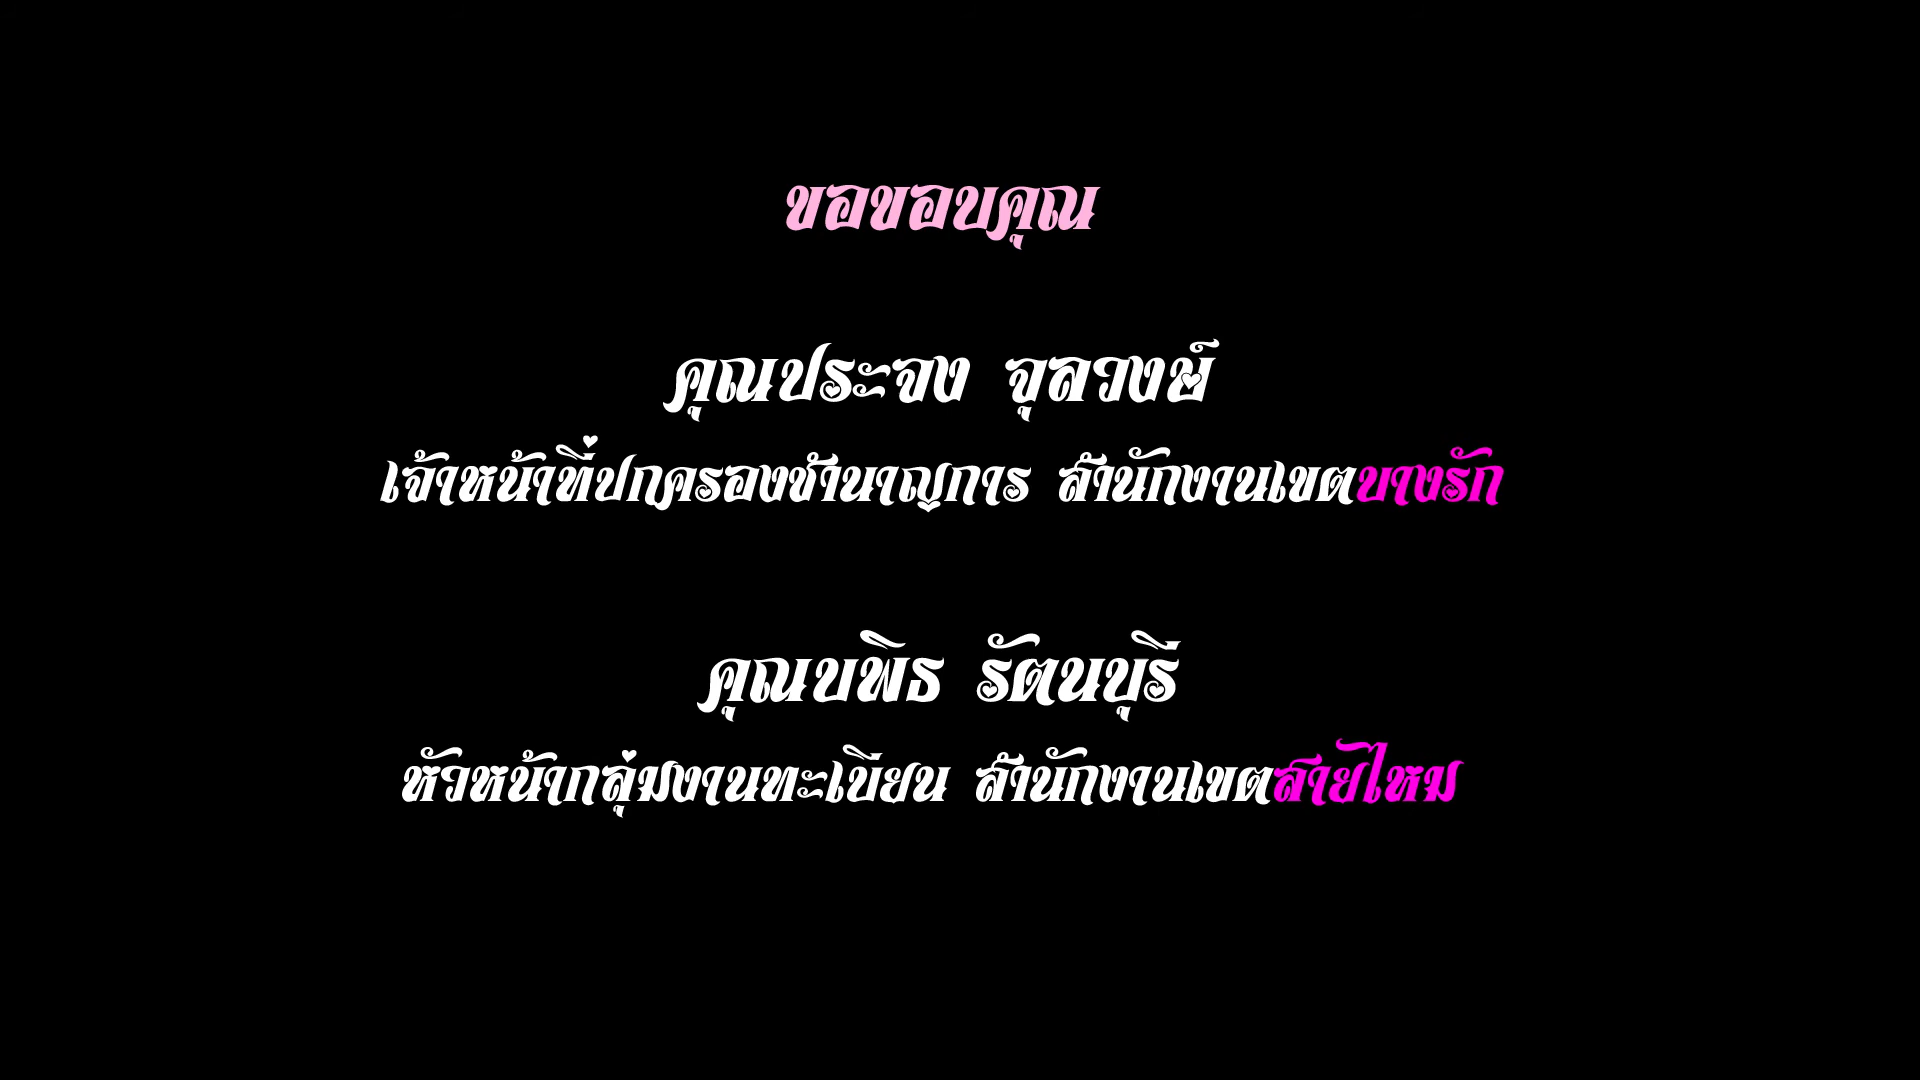 ขอขอบคุณ
คุณประจง จุลวงษ์
เจ้าหน้าที่ปกครองชำนาญการ สำนักงานเขตบางรัก
คุณบพิธ รัตนบุรี
หัวหน้ากลุ่มงานทะเบียน สำนักงานเขตสายไหม